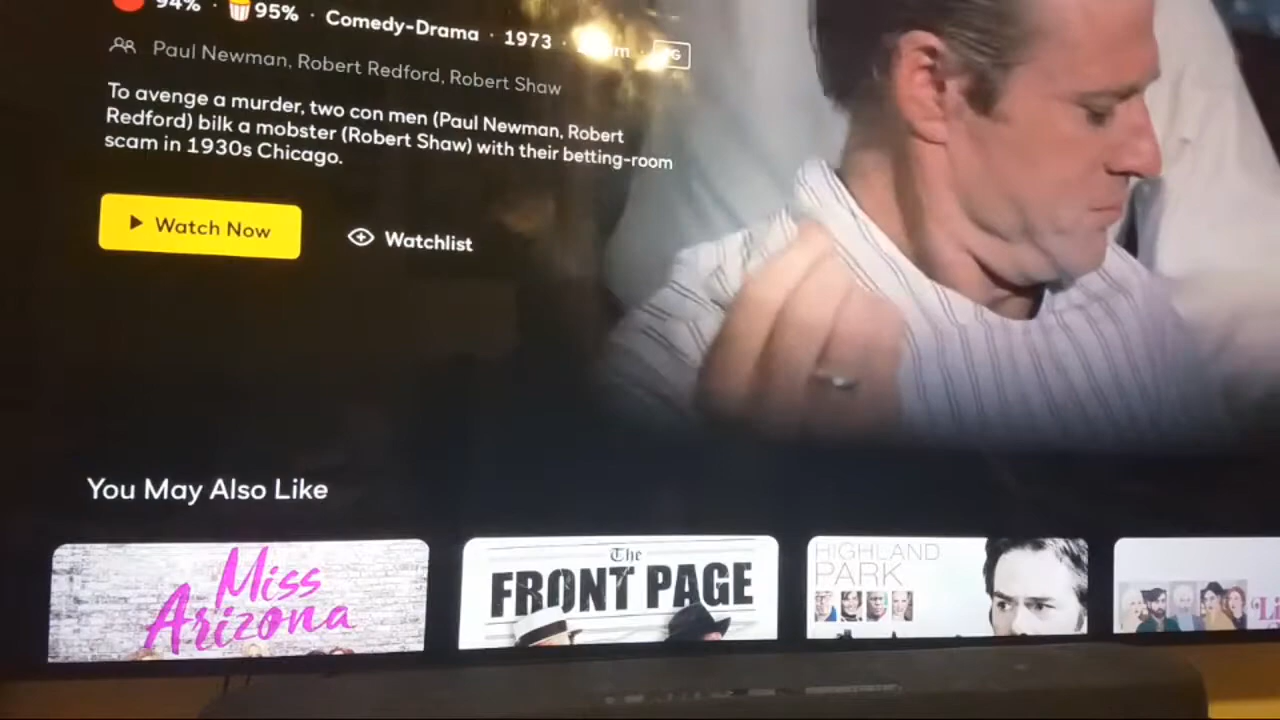 94% · 95% · Comedy-Drama · 1973 ·
Paul Newman, Robert Redford, Robert Shaw
To avenge a murder, two con men (Paul Newman, Robert
Redford) bilk a mobster (Robert Shaw) with their betting-room
scam in 1930s Chicago.
Watch Now
Watchlist
You May Also Like
Miss
Arizona
The
FRONT PAGE
HIGHLAND
PARK